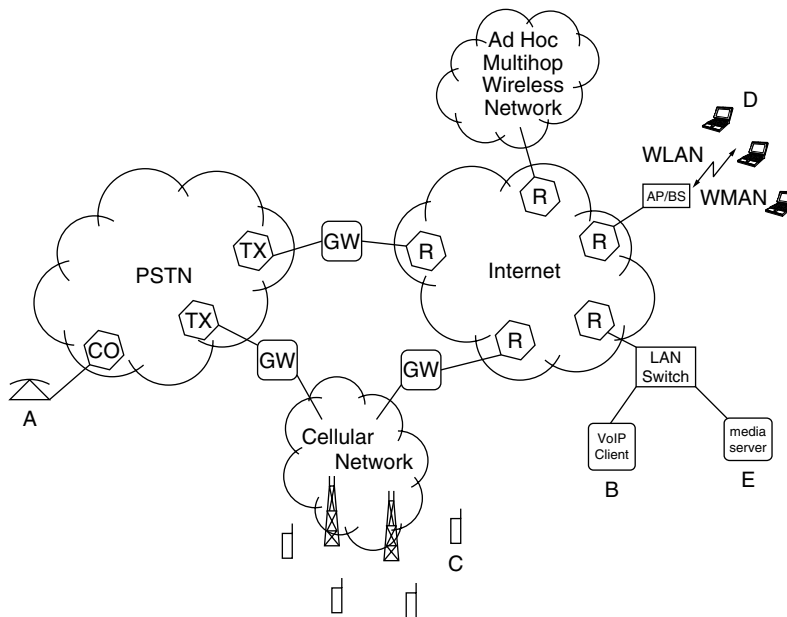 Ad Hoc
Multihop
Wireless
Network
D
WLAN
AP/BS
WMAN
R
R
TX
GW
R
PSTN
Internet
TX
R
R
CO
GW
GW
LAN
Switch
A
Cellular
Network
VoIP
Client
media
server
B
E
C